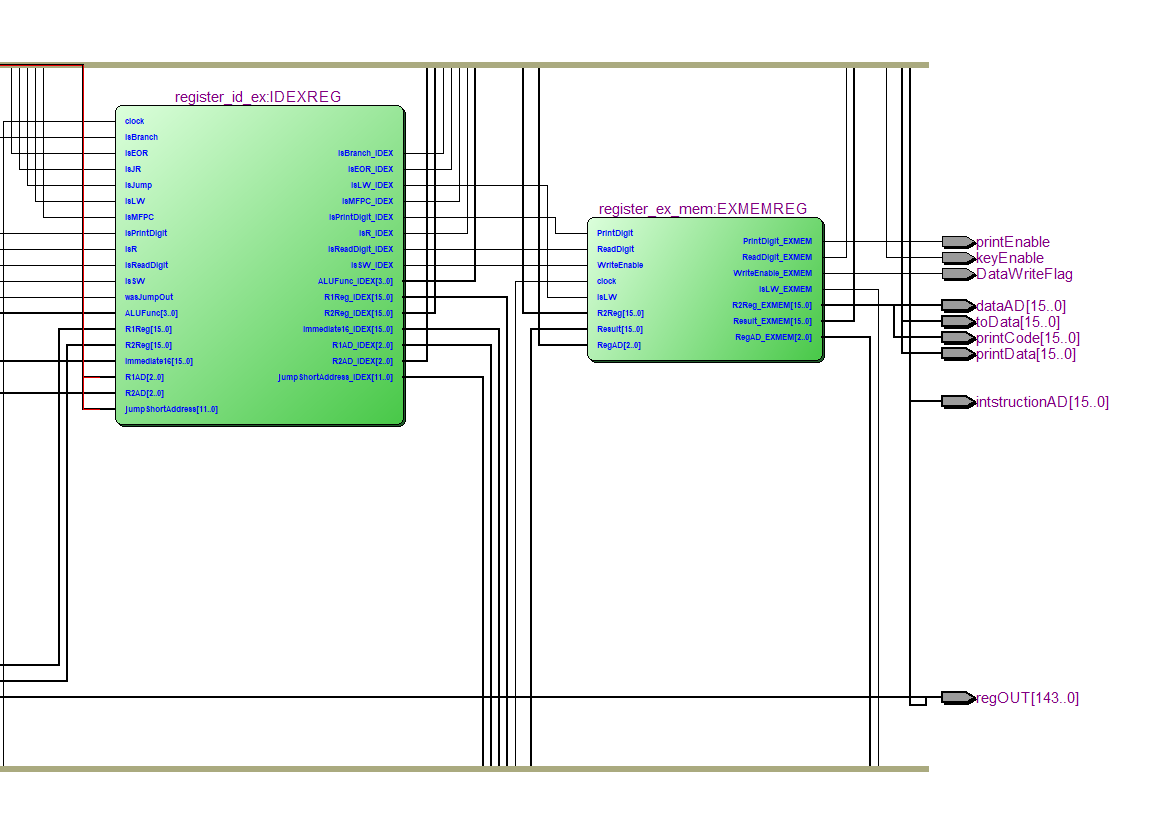 register_id_ex:IDEXREG
clock
isBranch
isEOR
isJR
isJump
isLW
isMFPC
isPrintDigit
isR
isReadDigit
isSW
wasJumpOut
ALUFunc[3..0]
R1Reg[15..0]
R2Reg[15..0]
immediate16[15..0]
R1AD[2..0]
R2AD[2..0]
jumpShortAddress[11..0]
isBranch_IDEX
isEOR_IDEX
isLW_IDEX
isMFPC_IDEX
isPrintDigit_IDEX
isR_IDEX
isReadDigit_IDEX
isSW_IDEX
ALUFunc_IDEX[3..0]
R1Reg_IDEX[15..0]
R2Reg_IDEX[15..0]
immediate16_IDEX[15..0]
R1AD_IDEX[2..0]
R2AD_IDEX[2..0]
jumpShortAddress_IDEX[11..0]
register_ex_mem:EXMEMREG
PrintDigit
ReadDigit
WriteEnable
clock
isLW
R2Reg[15..0]
Result[15..0]
RegAD[2..0]
PrintDigit_EXMEM
ReadDigit_EXMEM
WriteEnable_EXMEM
isLW_EXMEM
R2Reg_EXMEM[15..0]
Result_EXMEM[15..0]
RegAD_EXMEM[2..0]
printEnable
keyEnable
DataWriteFlag
dataAD[15..0]
toData[15..0]
printCode[15..0]
printData[15..0]
intstructionAD[15..0]
regOUT[143..0]